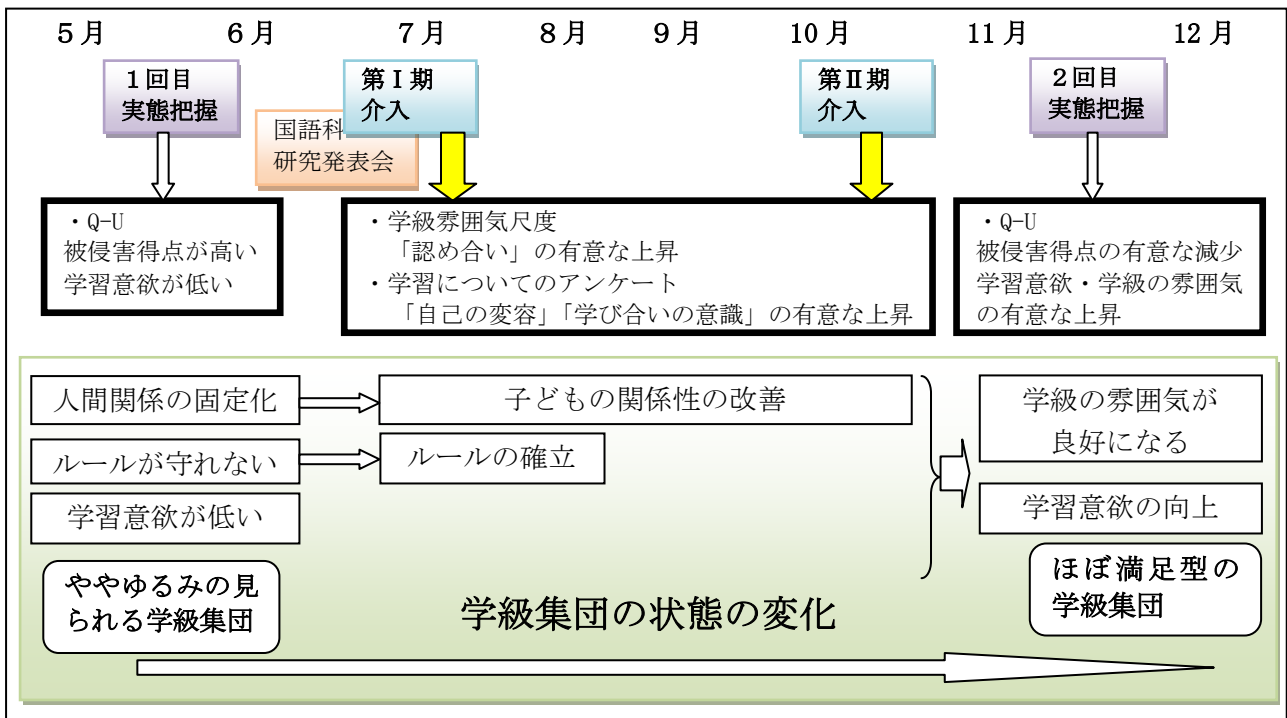 5月 6月 7月 8月 9月 10月 11月 12月
1回目
実態把握
第Ⅰ期
介入
国語科
研究発表会
第Ⅱ期
介入
2回目
実態把握
・Q-U
被侵害得点が高い
学習意欲が低い
・学級雰囲気尺度
「認め合い」の有意な上昇
・学習についてのアンケート
「自己の変容」「学び合いの意識」の有意な上昇
・Q-U
被侵害得点の有意な減少
学習意欲・学級の雰囲気
の有意な上昇
人間関係の固定化
子どもの関係性の改善
学級の雰囲気が
良好になる
ルールが守れない
ルールの確立
学習意欲が低い
学習意欲の向上
ややゆるみの見
られる学級集団
学級集団の状態の変化
ほぼ満足型の
学級集団